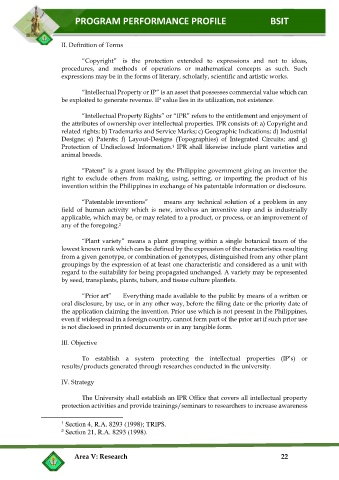 PROGRAM PERFORMANCE PROFILE BSIT
II. Definition of Terms
“Copyright” is the protection extended to expressions and not to ideas,
procedures, and methods of operations or mathematical concepts as such. Such
expressions may be in the forms of literary, scholarly, scientific and artistic works.
“Intellectual Property or IP” is an asset that possesses commercial value which can
be exploited to generate revenue. IP value lies in its utilization, not existence.
“Intellectual Property Rights” or “IPR” refers to the entitlement and enjoyment of
the attributes of ownership over intellectual properties. IPR consists of: a) Copyright and
related rights; b) Trademarks and Service Marks; c) Geographic Indications; d) Industrial
Designs; e) Patents; f) Layout-Designs (Topographies) of Integrated Circuits; and g)
Protection of Undisclosed Information.¹ IPR shall likewise include plant varieties and
animal breeds.
“Patent” is a grant issued by the Philippine government giving an inventor the
right to exclude others from making, using, setting, or importing the product of his
invention within the Philippines in exchange of his patentable information or disclosure.
“Patentable inventions” means any technical solution of a problem in any
field of human activity which is new, involves an inventive step and is industrially
applicable, which may be, or may related to a product, or process, or an improvement of
any of the foregoing.²
“Plant variety” means a plant grouping within a single botanical taxon of the
lowest known rank which can be defined by the expression of the characteristics resulting
from a given genotype, or combination of genotypes, distinguished from any other plant
groupings by the expression of at least one characteristic and considered as a unit with
regard to the suitability for being propagated unchanged. A variety may be represented
by seed, transplants, plants, tubers, and tissue culture plantlets.
“Prior art” Everything made available to the public by means of a written or
oral disclosure, by use, or in any other way, before the filing date or the priority date of
the application claiming the invention. Prior use which is not present in the Philippines,
even if widespread in a foreign country, cannot form part of the prior art if such prior use
is not disclosed in printed documents or in any tangible form.
III. Objective
To establish a system protecting the intellectual properties (IP’s) or
results/products generated through researches conducted in the university.
IV. Strategy
The University shall establish an IPR Office that covers all intellectual property
protection activities and provide trainings/seminars to researchers to increase awareness
¹ Section 4, R.A. 8293 (1998); TRIPS.
² Section 21, R.A. 8293 (1998).
Area V: Research 22